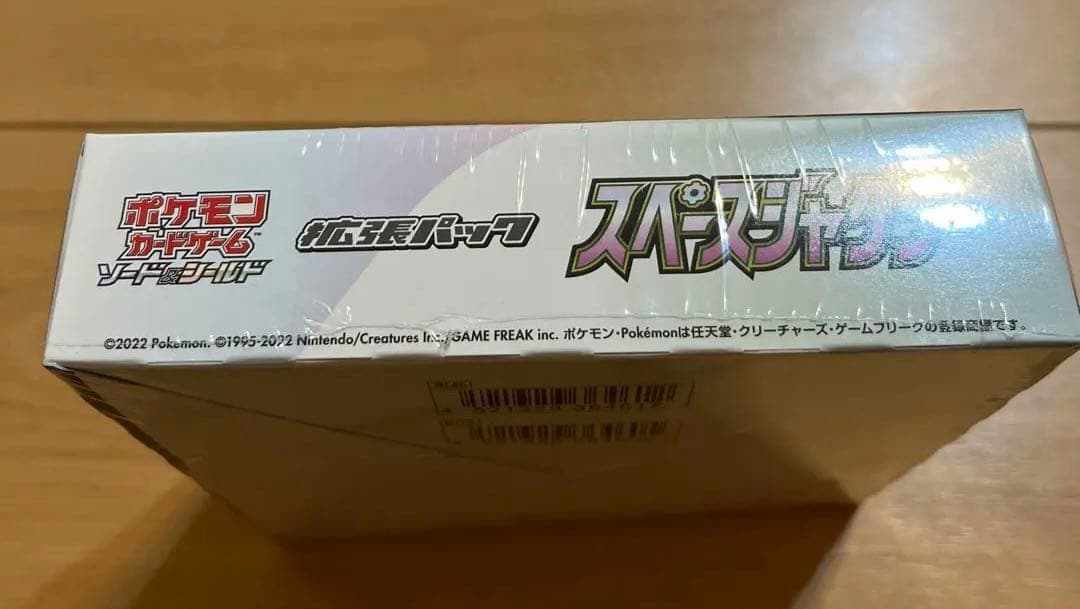 ポケモン
カードゲーム™
ソード&シールド
拡張パック
スペースジャグラー
©2022 Pokémon. ©1995-2022 Nintendo/Creatures Inc./GAME FREAK inc. ポケモン・Pokémonは任天堂・クリーチャーズ・ゲームフリークの登録商標です。